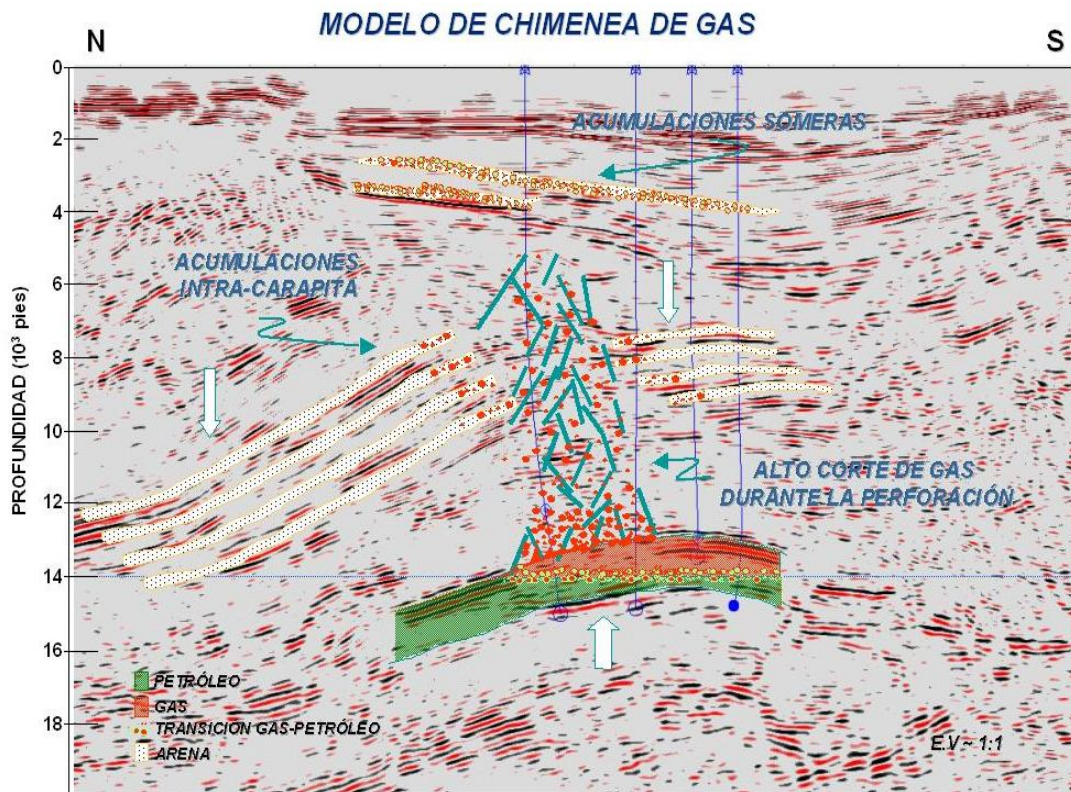 MODELO DE CHIMENEA DE GAS
N
S
0
2
4
6
8
10
12
14
16
18
PROFUNDIDAD (10³ pies)
ACUMULACIONES SOMERAS
ACUMULACIONES
INTRA-CARAPITA
ALTO CORTE DE GAS
DURANTE LA PERFORACIÓN
PETRÓLEO
GAS
TRANSICIÓN GAS-PETRÓLEO
ARENA
E.V ~ 1:1